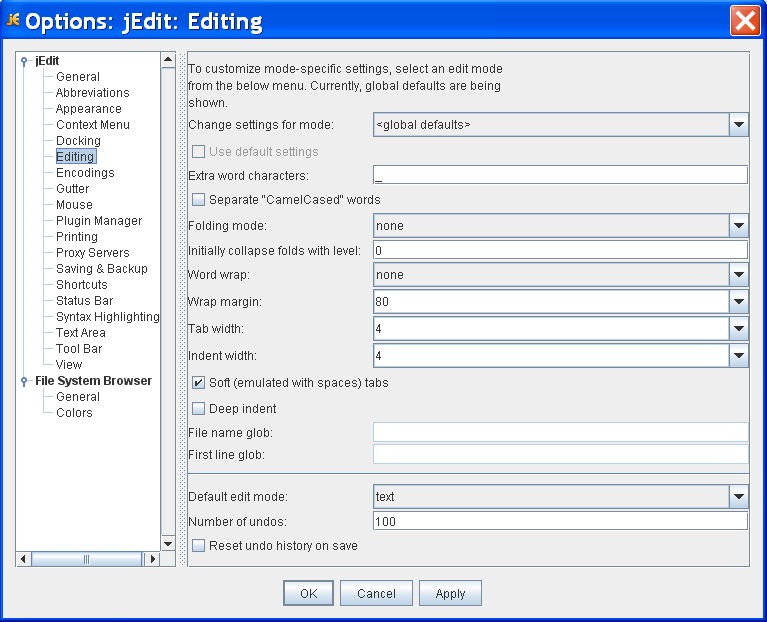 Options: jEdit: Editing
jEdit
General
Abbreviations
Appearance
Context Menu
Docking
Editing
Encodings
Gutter
Mouse
Plugin Manager
Printing
Proxy Servers
Saving & Backup
Shortcuts
Status Bar
Syntax Highlighting
Text Area
Tool Bar
View
File System Browser
General
Colors
To customize mode-specific settings, select an edit mode
from the below menu. Currently, global defaults are being
shown.
Change settings for mode: <global defaults>
Use default settings
Extra word characters: _
Separate "CamelCased" words
Folding mode: none
Initially collapse folds with level: 0
Word wrap: none
Wrap margin: 80
Tab width: 4
Indent width: 4
Soft (emulated with spaces) tabs
Deep indent
File name glob:
First line glob:
Default edit mode: text
Number of undos: 100
Reset undo history on save
OK Cancel Apply